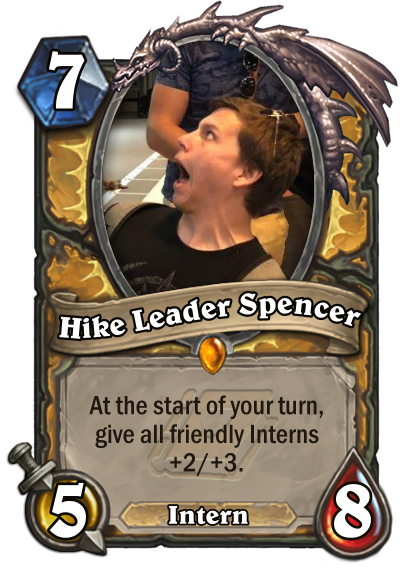 7
Hike Leader Spencer
At the start of your turn,
give all friendly Interns
+2/+3.
5
Intern
8